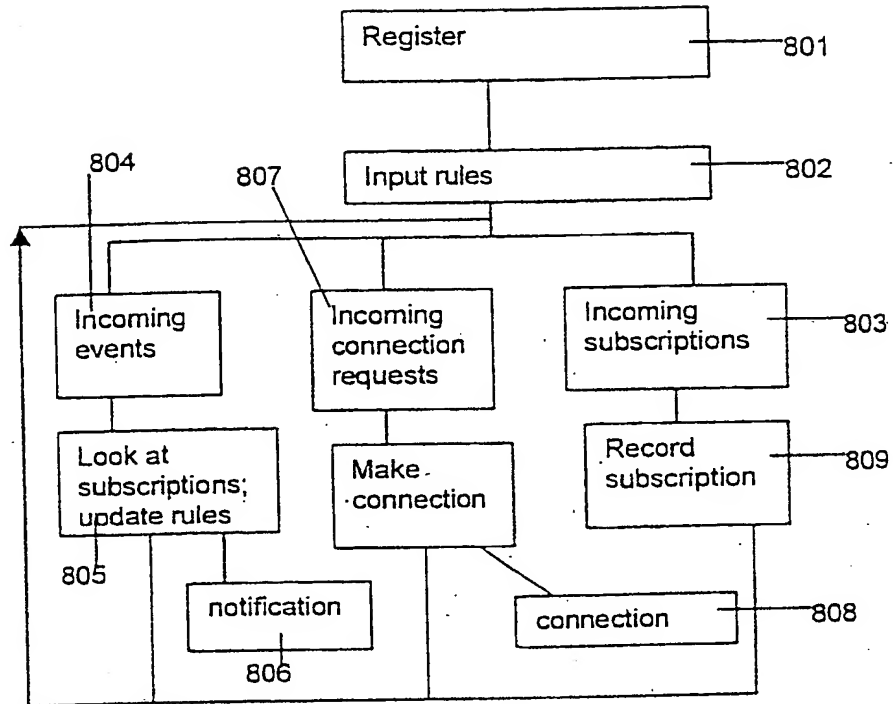 Register
801
804
807
Input rules
802
Incoming
events
Incoming
connection
requests
Incoming
subscriptions
803
Look at
subscriptions;
update rules
Make
connection
Record
subscription
809
805
notification
connection
808
806